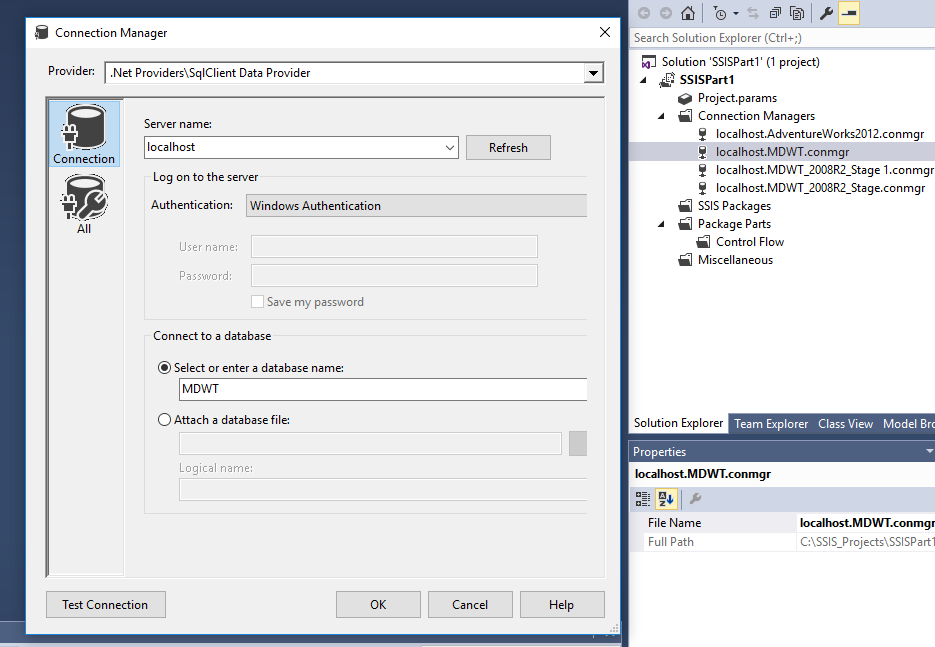 Connection Manager
Provider: .Net Providers\SqlClient Data Provider
Connection
All
Server name:
localhost
Refresh
Log on to the server
Authentication: Windows Authentication
User name:
Password:
Save my password
Connect to a database
Select or enter a database name:
MDWT
Attach a database file:
Logical name:
Test Connection
OK
Cancel
Help
Search Solution Explorer (Ctrl+;)
Solution 'SSISPart1' (1 project)
SSISPart1
Project.params
Connection Managers
localhost.AdventureWorks2012.conmgr
localhost.MDWT.conmgr
localhost.MDWT_2008R2_Stage 1.conmgr
localhost.MDWT_2008R2_Stage.conmgr
SSIS Packages
Package Parts
Control Flow
Miscellaneous
Solution Explorer Team Explorer Class View Model Bro
Properties
localhost.MDWT.conmgr
File Name localhost.MDWT.conmgr
Full Path C:\SSIS_Projects\SSISPart1